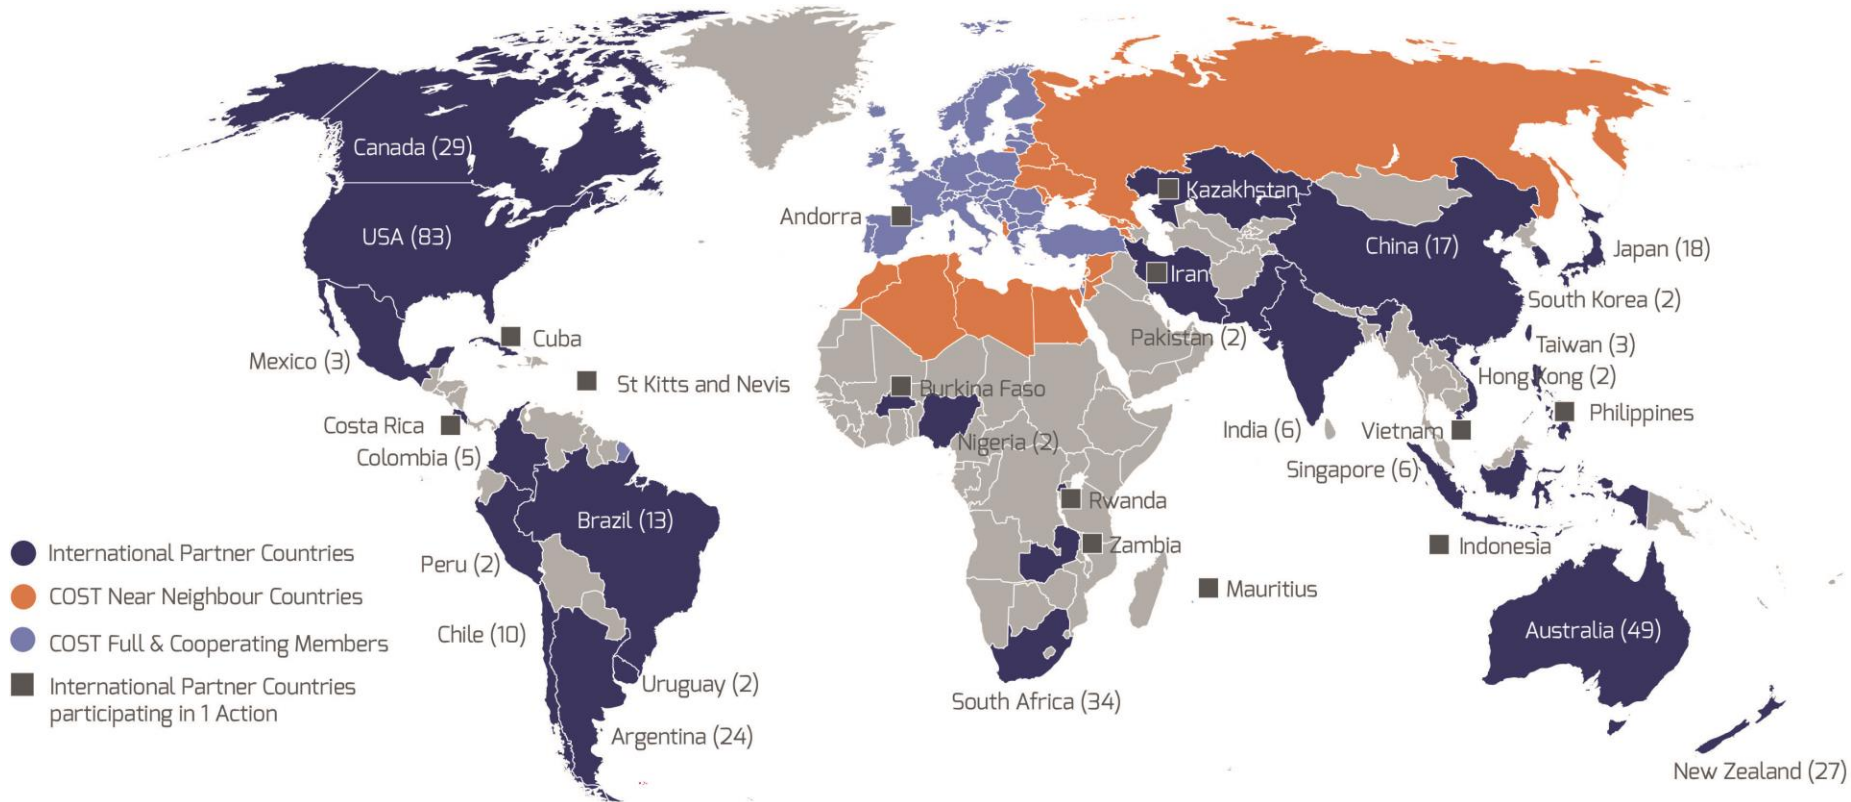 Canada (29)
USA (83)
Mexico (3)
Cuba
St Kitts and Nevis
Costa Rica
Colombia (5)
Brazil (13)
Peru (2)
Chile (10)
Uruguay (2)
Argentina (24)
Andorra
Kazakhstan
Iran
China (17)
Japan (18)
South Korea (2)
Pakistan (2)
Taiwan (3)
Hong Kong (2)
Philippines
India (6)
Vietnam
Singapore (6)
Burkina Faso
Nigeria (2)
Rwanda
Zambia
Mauritius
Indonesia
South Africa (34)
Australia (49)
New Zealand (27)
International Partner Countries
COST Near Neighbour Countries
COST Full & Cooperating Members
International Partner Countries
participating in 1 Action